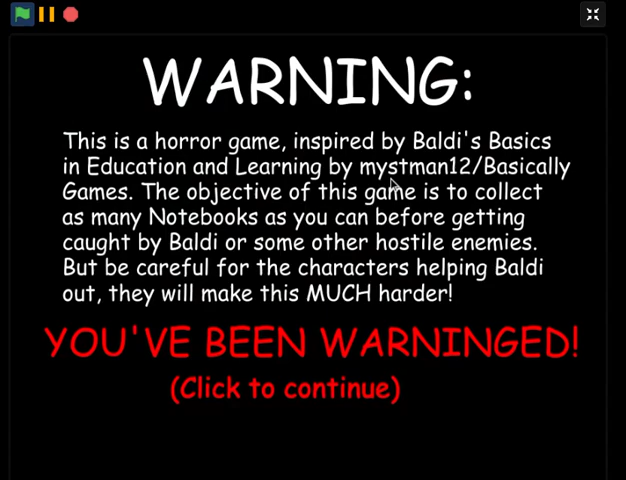 WARNING:
This is a horror game, inspired by Baldi's Basics
in Education and Learning by mystman12/Basically
Games. The objective of this game is to collect
as many Notebooks as you can before getting
caught by Baldi or some other hostile enemies.
But be careful for the characters helping Baldi
out, they will make this MUCH harder!
YOU'VE BEEN WARNINGED!
(Click to continue)